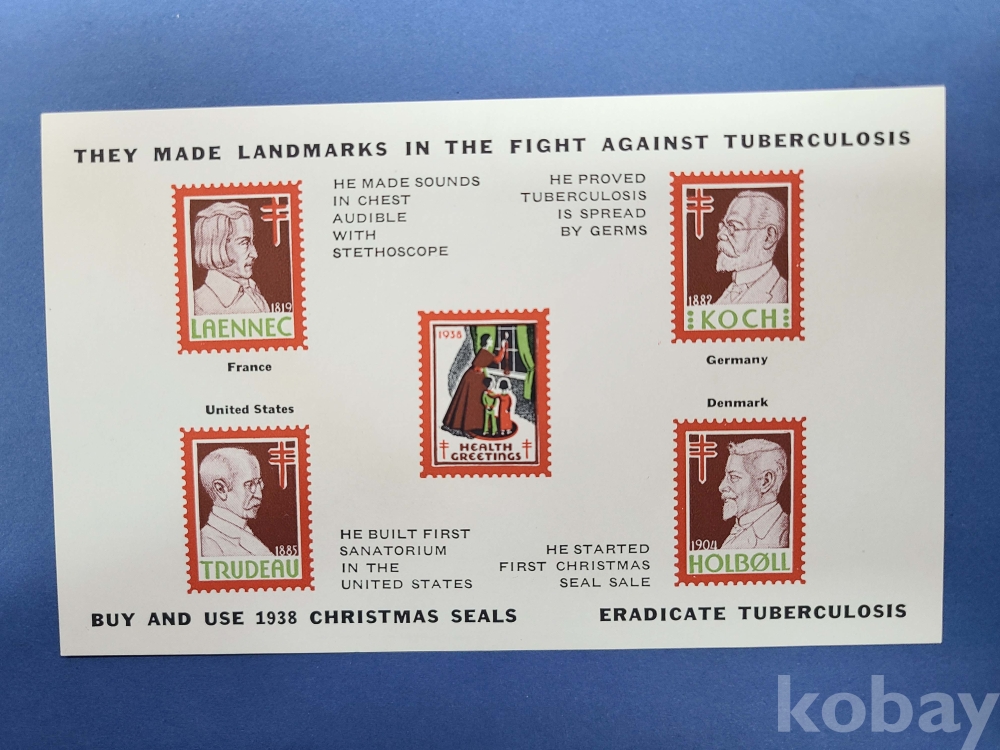 THEY MADE LANDMARKS IN THE FIGHT AGAINST TUBERCULOSIS
1819
LAENNEC
France
HE MADE SOUNDS
IN CHEST
AUDIBLE
WITH
STETHOSCOPE
HE PROVED
TUBERCULOSIS
IS SPREAD
BY GERMS
1882
KOCH
Germany
1938
HEALTH
GREETINGS
United States
1885
TRUDEAU
HE BUILT FIRST
SANATORIUM
IN THE
UNITED STATES
HE STARTED
FIRST CHRISTMAS
SEAL SALE
Denmark
1904
HOLBØLL
BUY AND USE 1938 CHRISTMAS SEALS
ERADICATE TUBERCULOSIS
kobay